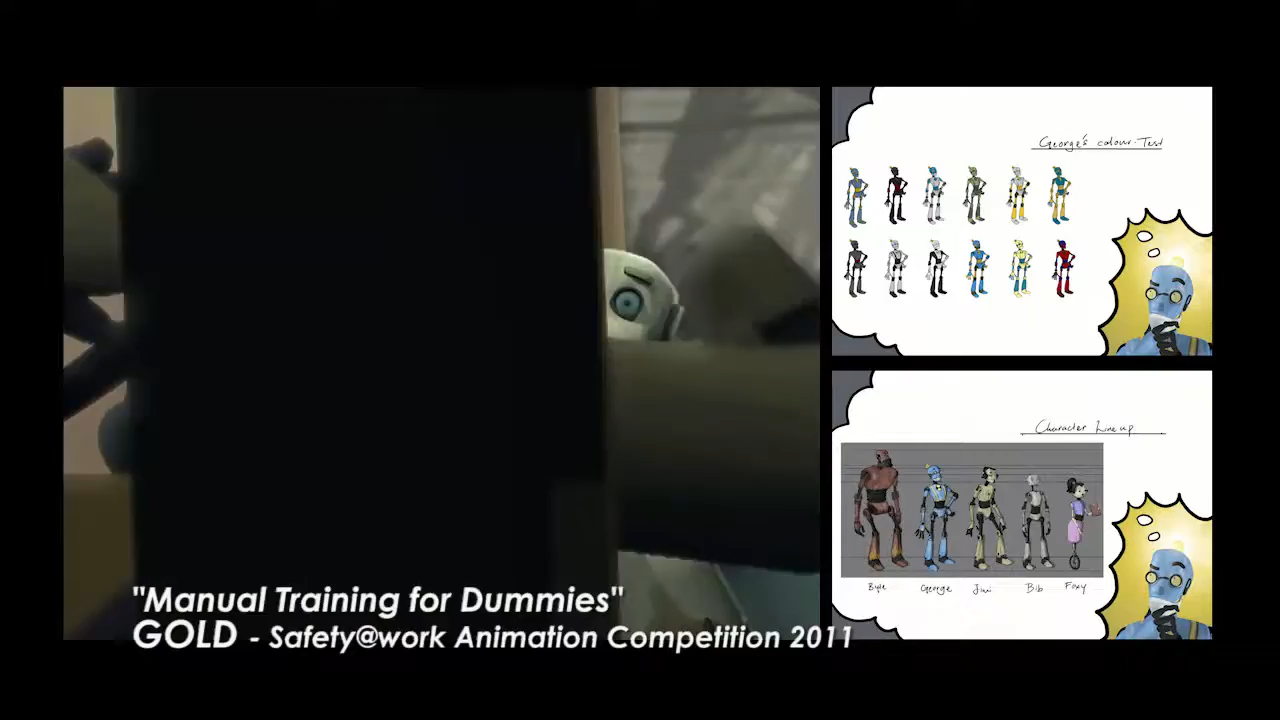 George's colour Test
Character Line up
Byte George Jimi Bib Foxy
"Manual Training for Dummies"
GOLD - Safety@work Animation Competition 2011